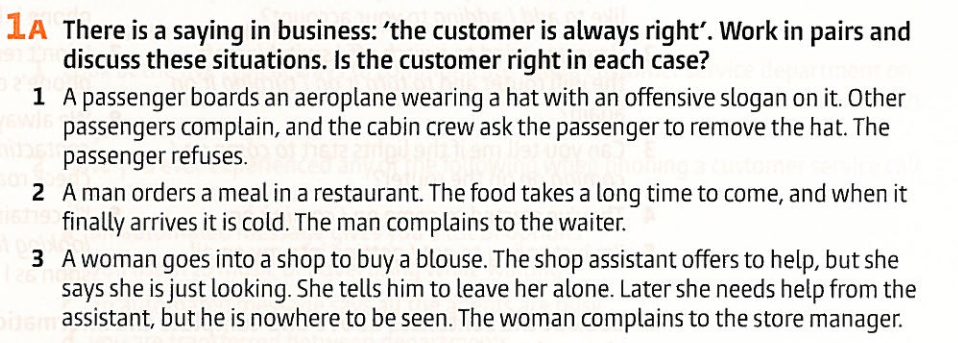 1A There is a saying in business: 'the customer is always right'. Work in pairs and
discuss these situations. Is the customer right in each case?
1 A passenger boards an aeroplane wearing a hat with an offensive slogan on it. Other
passengers complain, and the cabin crew ask the passenger to remove the hat. The
passenger refuses.
2 A man orders a meal in a restaurant. The food takes a long time to come, and when it
finally arrives it is cold. The man complains to the waiter.
3 A woman goes into a shop to buy a blouse. The shop assistant offers to help, but she
says she is just looking. She tells him to leave her alone. Later she needs help from the
assistant, but he is nowhere to be seen. The woman complains to the store manager.